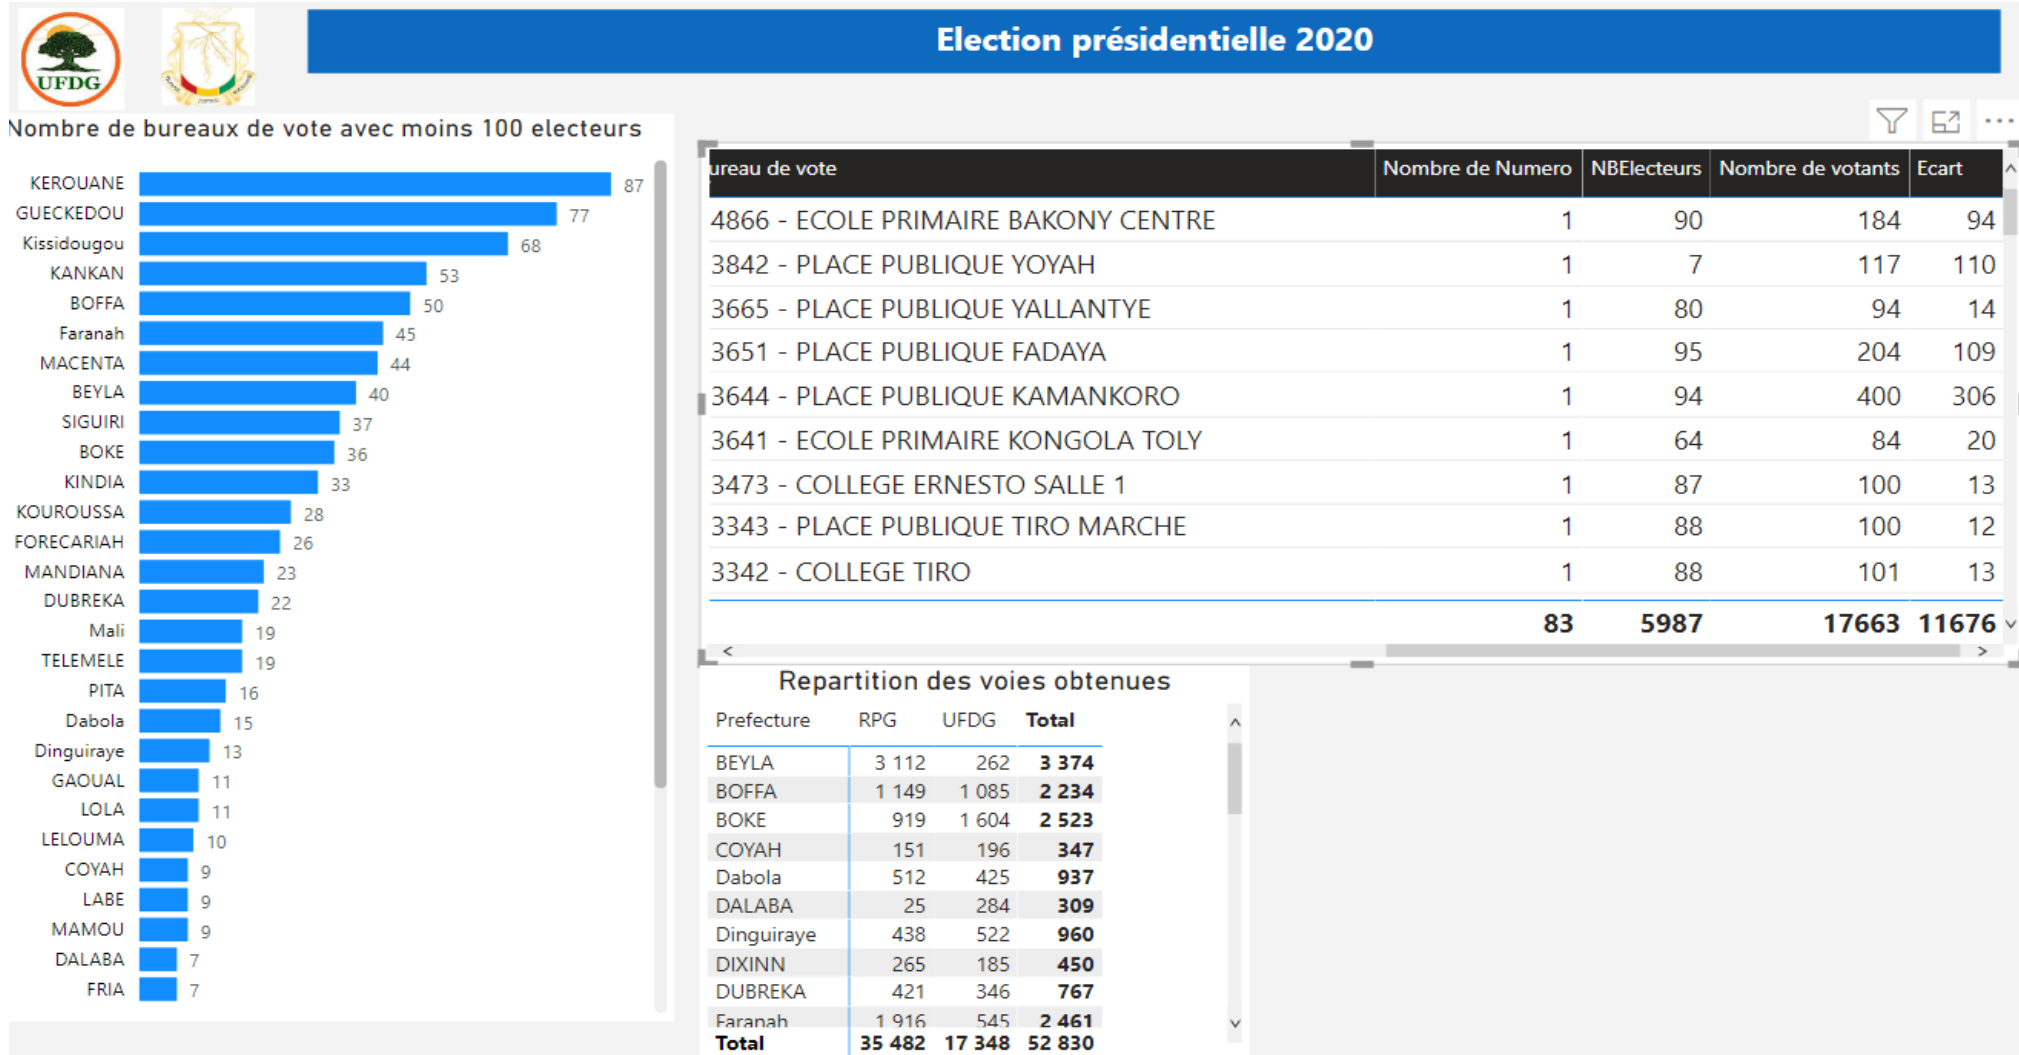 Election présidentielle 2020
UFDG
Nombre de bureaux de vote avec moins 100 electeurs
KEROUANE 87
GUECKEDOU 77
Kissidougou 68
KANKAN 53
BOFFA 50
Faranah 45
MACENTA 44
BEYLA 40
SIGUIRI 37
BOKE 36
KINDIA 33
KOUROUSSA 28
FORECARIAH 26
MANDIANA 23
DUBREKA 22
Mali 19
TELEMELE 19
PITA 16
Dabola 15
Dinguiraye 13
GAOUAL 11
LOLA 11
LELOUMA 10
COYAH 9
LABE 9
MAMOU 9
DALABA 7
FRIA 7
ureau de vote Nombre de Numero NBElecteurs Nombre de votants Ecart
4866 - ECOLE PRIMAIRE BAKONY CENTRE 1 90 184 94
3842 - PLACE PUBLIQUE YOYAH 1 7 117 110
3665 - PLACE PUBLIQUE YALLANTYE 1 80 94 14
3651 - PLACE PUBLIQUE FADAYA 1 95 204 109
3644 - PLACE PUBLIQUE KAMANKORO 1 94 400 306
3641 - ECOLE PRIMAIRE KONGOLA TOLY 1 64 84 20
3473 - COLLEGE ERNESTO SALLE 1 1 87 100 13
3343 - PLACE PUBLIQUE TIRO MARCHE 1 88 100 12
3342 - COLLEGE TIRO 1 88 101 13
83 5987 17663 11676
Repartition des voies obtenues
Prefecture RPG UFDG Total
BEYLA 3 112 262 3 374
BOFFA 1 149 1 085 2 234
BOKE 919 1 604 2 523
COYAH 151 196 347
Dabola 512 425 937
DALABA 25 284 309
Dinguiraye 438 522 960
DIXINN 265 185 450
DUBREKA 421 346 767
Faranah 1 916 545 2 461
Total 35 482 17 348 52 830